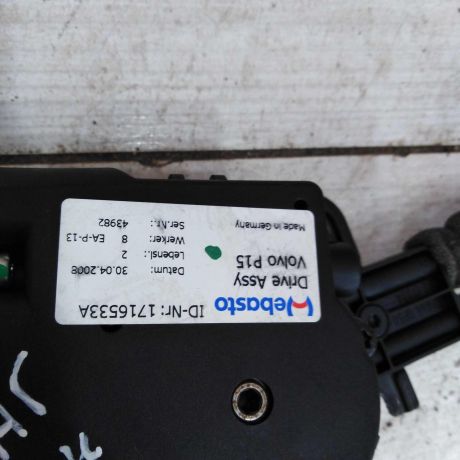 Webasto
ID-Nr: 1716533A
Drive Assy
Volvo P15
Datum: 30.04.2008
Lebensl.: 2
Werker: 8 EA-P-13
Ser.Nr.: 43982
Made in Germany